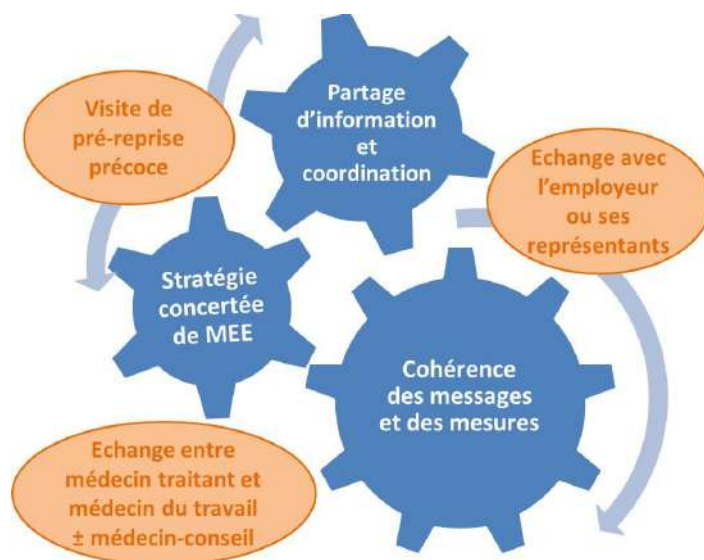 Partage
d'information
et
coordination
Visite de
pré-reprise
précoce
Echange avec
l'employeur
ou ses
représentants
Stratégie
concertée
de MEE
Cohérence
des messages
et des mesures
Echange entre
médecin traitant et
médecin du travail
± médecin-conseil